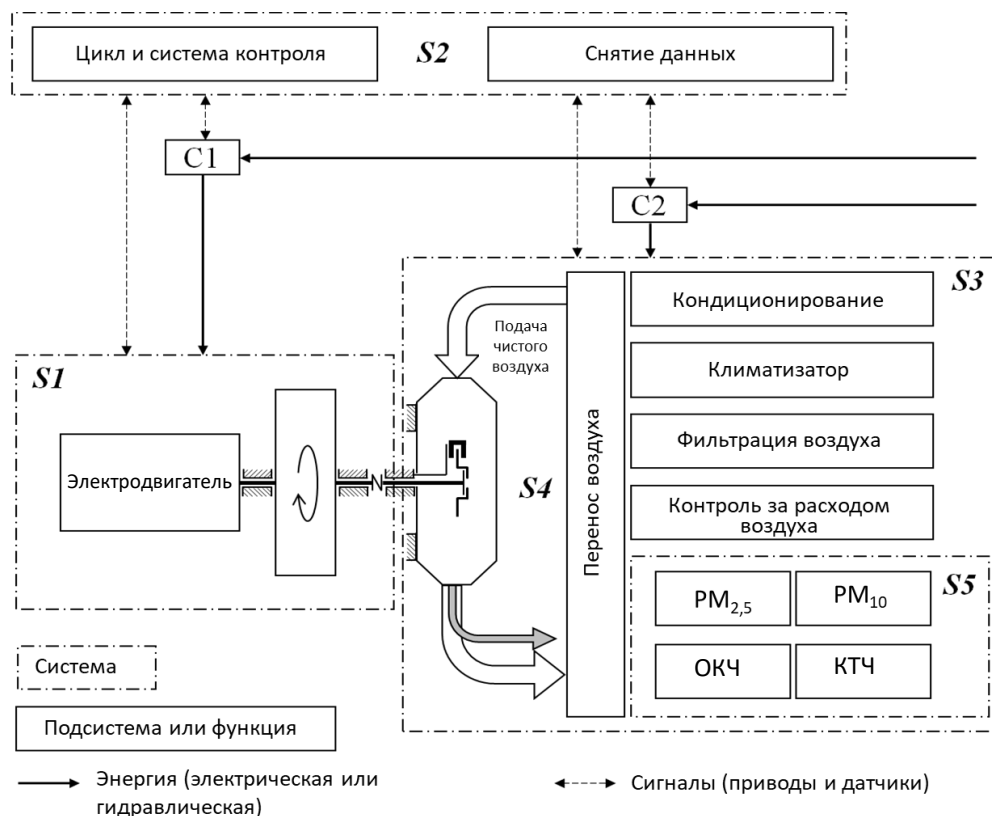 Цикл и система контроля
S2
Снятие данных
C1
C2
S3
Кондиционирование
Подача
чистого
воздуха
Климатизатор
S1
Фильтрация воздуха
Электродвигатель
S4
Перенос воздуха
Контроль за расходом
воздуха
S5
PM2,5
PM10
ОКЧ
КТЧ
Система
Подсистема или функция
Энергия (электрическая или
гидравлическая)
Сигналы (приводы и датчики)